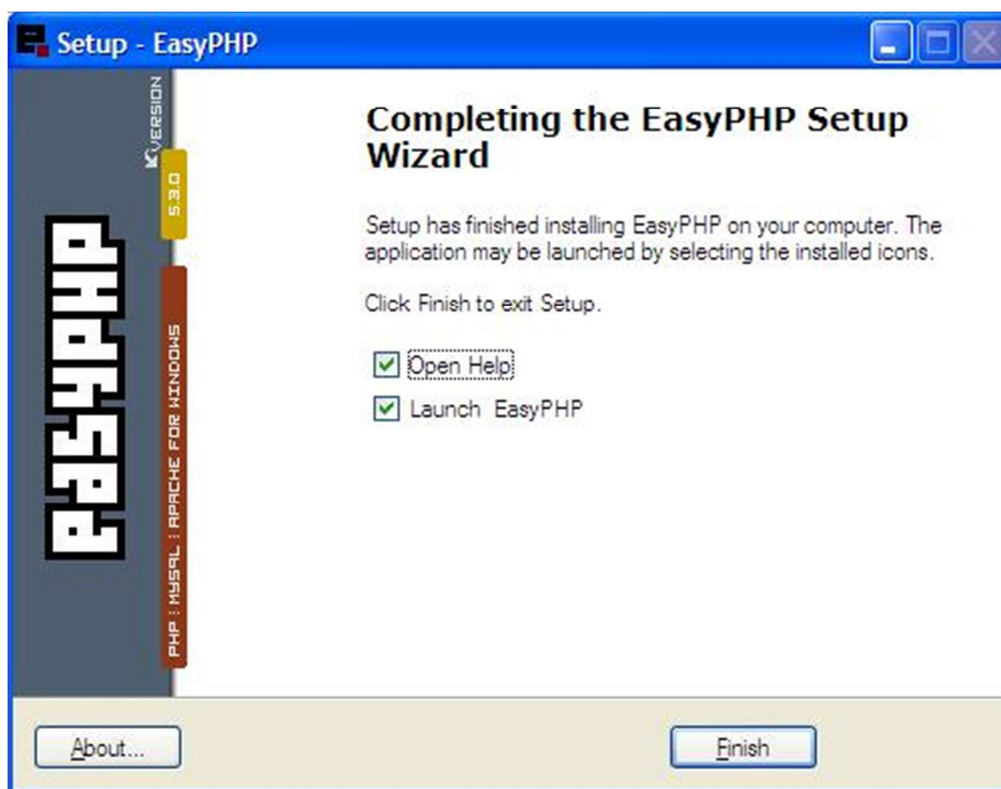 Setup - EasyPHP
VERSION
5.3.0
easyPHP
PHP : MYSQL : APACHE FOR WINDOWS
Completing the EasyPHP Setup
Wizard
Setup has finished installing EasyPHP on your computer. The
application may be launched by selecting the installed icons.
Click Finish to exit Setup.
Open Help
Launch EasyPHP
About...
Finish